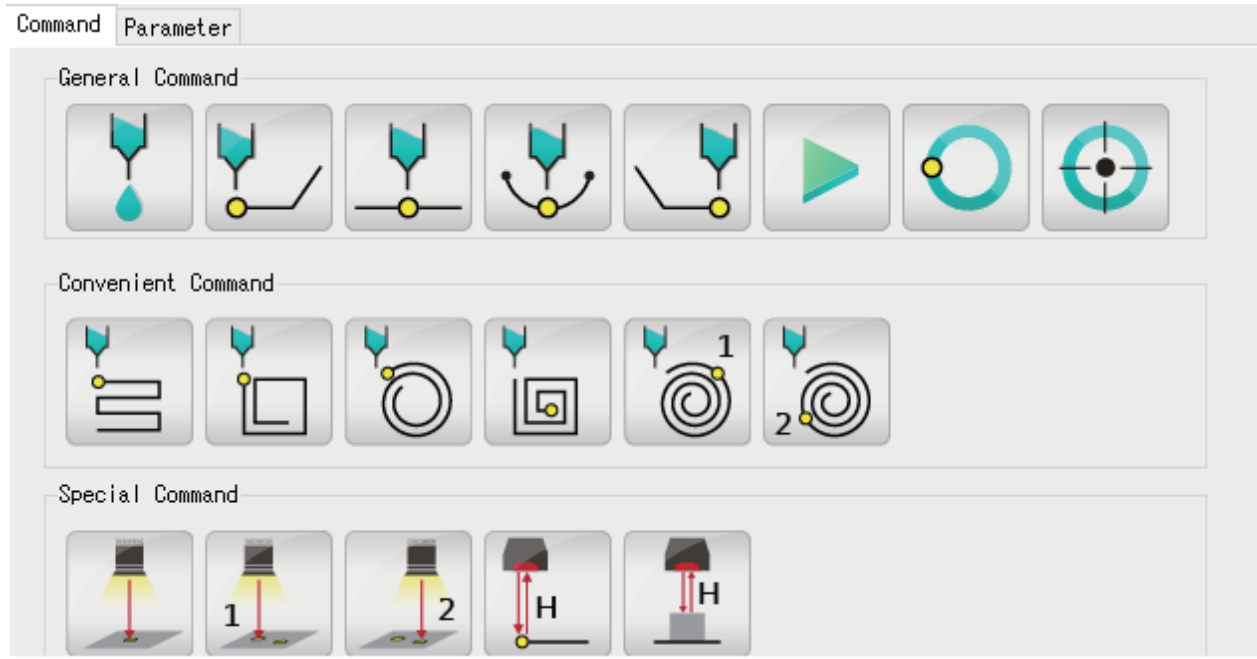 Command Parameter
General Command
Convenient Command
1
2
Special Command
1
2
H
H